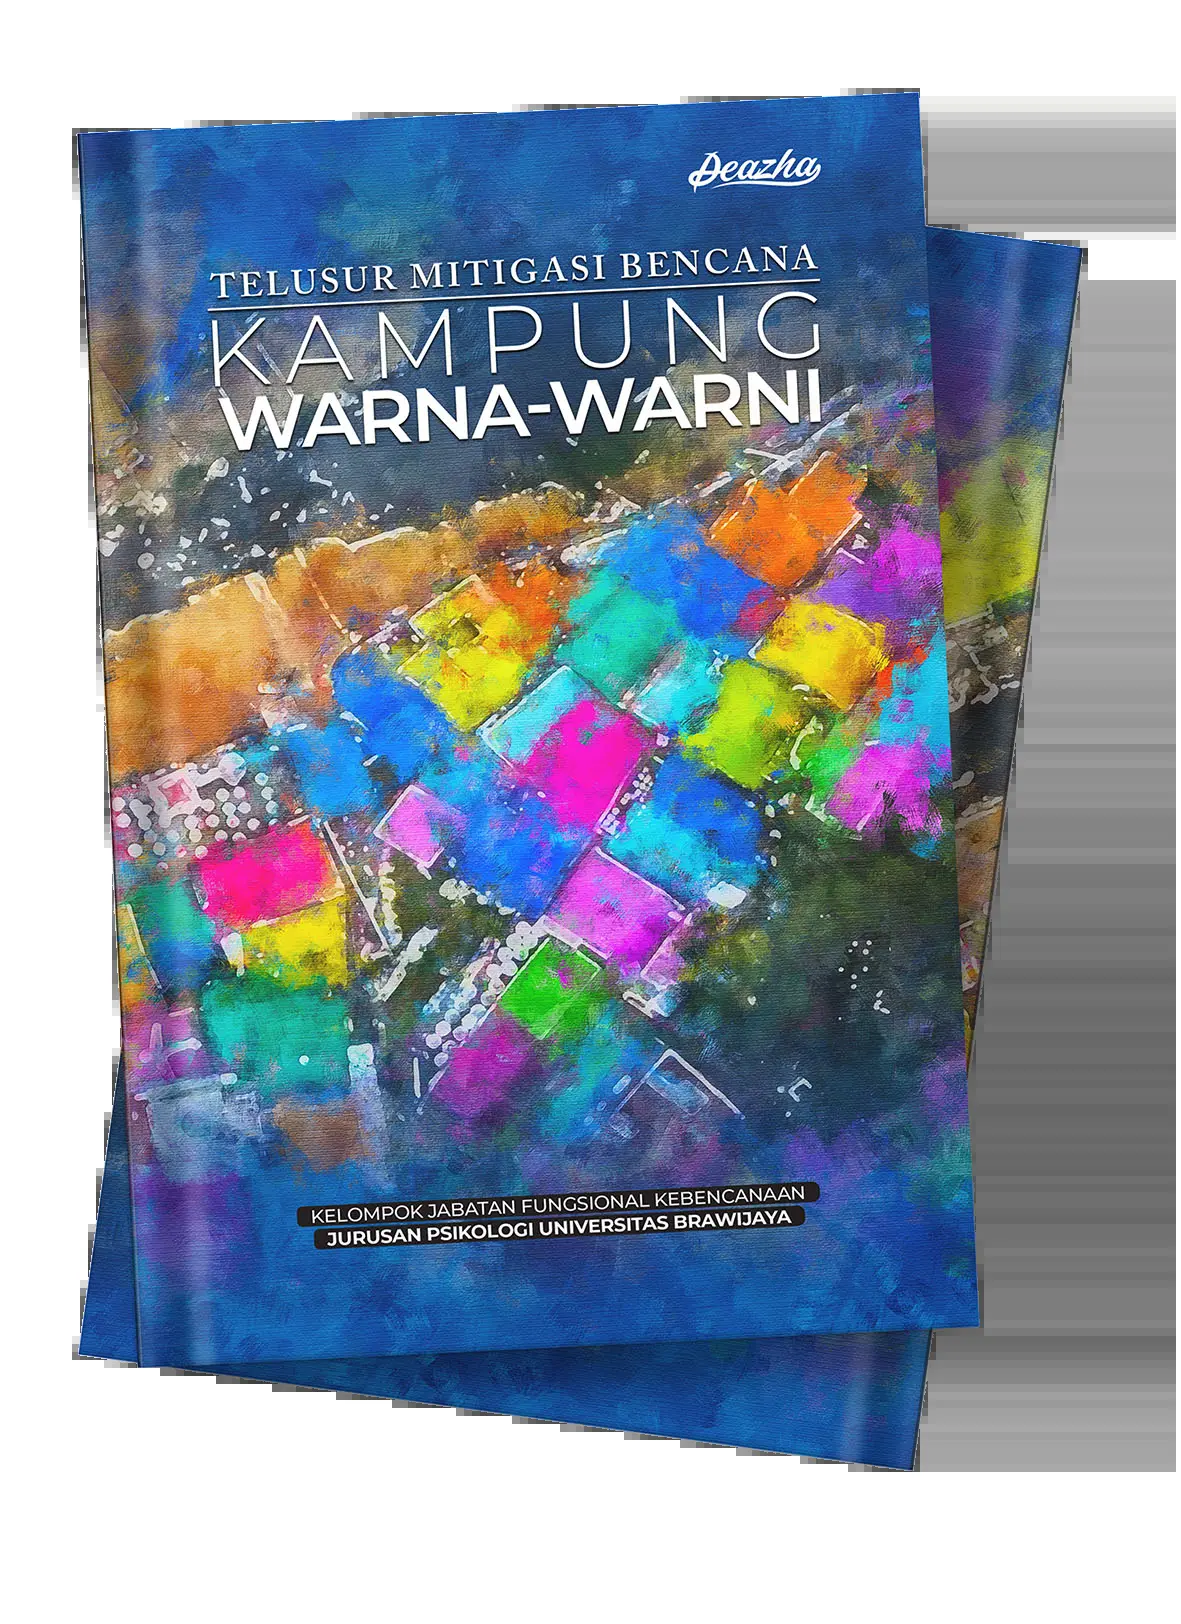 Deazha
TELUSUR MITIGASI BENCANA
KAMPUNG
WARNA-WARNI
KELOMPOK JABATAN FUNGSIONAL KEBENCANAAN
JURUSAN PSIKOLOGI UNIVERSITAS BRAWIJAYA